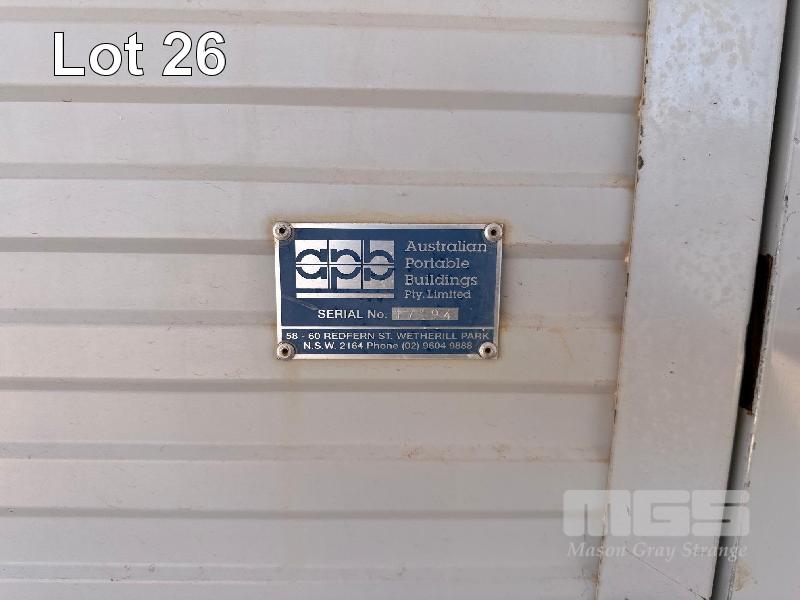 Lot 26
apb
Australian
Portable
Buildings
Pty. Limited
SERIAL No.
58 - 60 REDFERN ST. WETHERILL PARK
N.S.W. 2164 Phone (02) 9604 9888
MGS
Mason Gray Strange